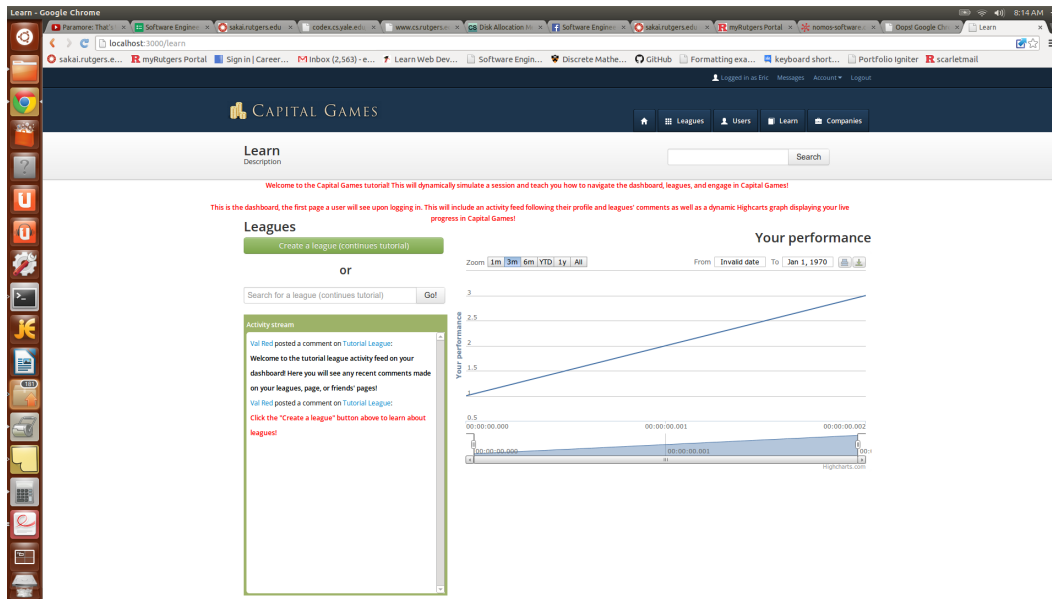 Learn - Google Chrome
8:14 AM
Paramore: That's
Software Enginee
sakai.rutgers.edu
codex.cs.yale.edu
www.cs.rutgers.
Disk Allocation M
Software Enginee
sakai.rutgers.edu
myRutgers Portal
nomos-software.
Oops! Google Ch
Learn
localhost:3000/learn
sakai.rutgers.e...
myRutgers Portal
Sign in | Career...
Inbox (2,563) - e...
Learn Web Dev...
Software Engin...
Discrete Mathe...
GitHub
Formatting exa...
keyboard short...
Portfolio Igniter
scarletmail
Logged in as Eric Messages Account Logout
CAPITAL GAMES
Leagues Users Learn Companies
Learn
Description
Search
Welcome to the Capital Games tutorial! This will dynamically simulate a session and teach you how to navigate the dashboard, leagues, and engage in Capital Games!
This is the dashboard, the first page a user will see upon logging in. This will include an activity feed following their profile and leagues' comments as well as a dynamic Highcarts graph displaying your live
progress in Capital Games!
Leagues
Create a league (continues tutorial)
or
Search for a league (continues tutorial) Go!
Activity stream
Val Red posted a comment on Tutorial League:
Welcome to the tutorial league activity feed on your
dashboard! Here you will see any recent comments made
on your leagues, page, or friends' pages!
Val Red posted a comment on Tutorial League:
Click the "Create a league" button above to learn about
leagues!
Your performance
Zoom 1m 3m 6m YTD 1y All
From Invalid date To Jan 1, 1970
Your performance
3
2.5
2
1.5
1
0.5
00:00:00.000 00:00:00.001 00:00:00.002
00:00:00.000 00:00:00.001 00:
Highcharts.com
181